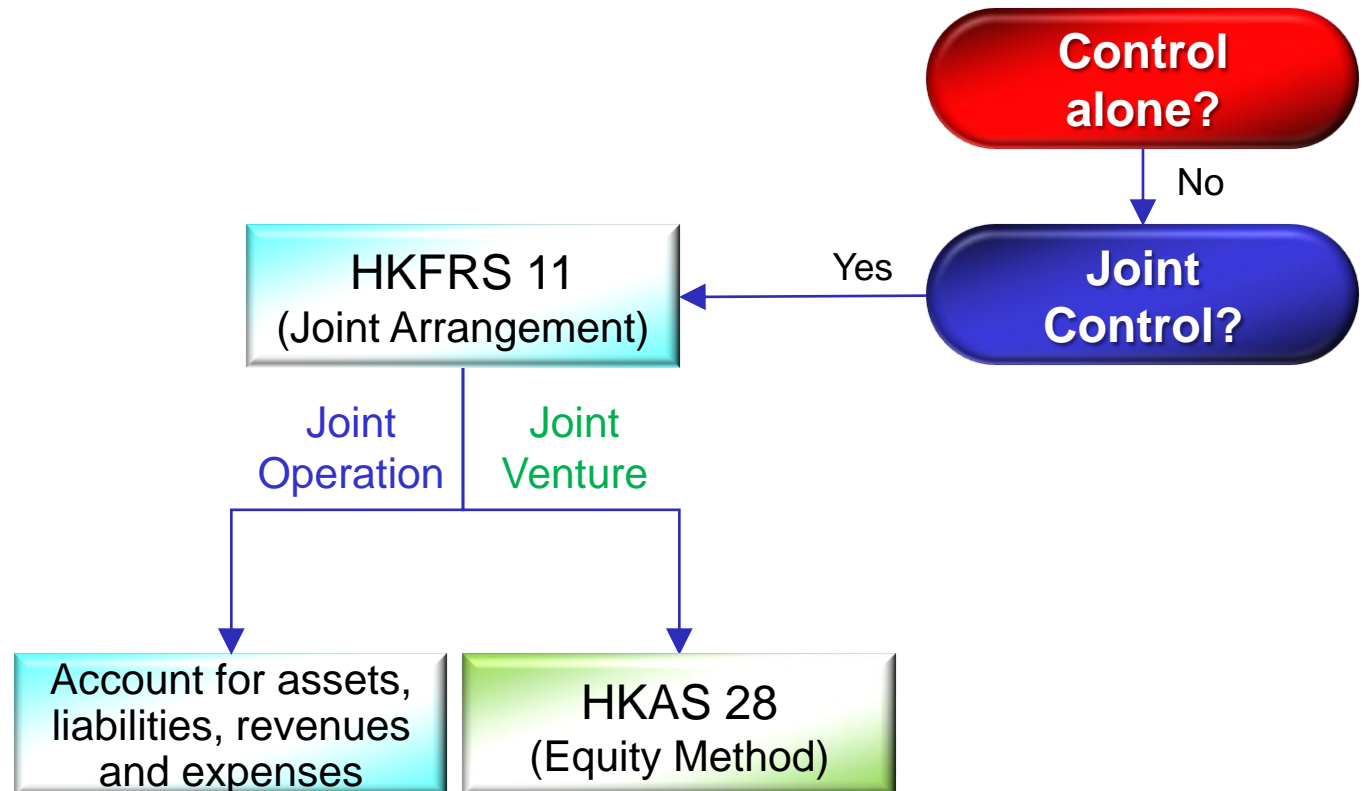 Control
alone?
No
Joint
Control?
Yes
HKFRS 11
(Joint Arrangement)
Joint
Operation
Joint
Venture
Account for assets,
liabilities, revenues
and expenses
HKAS 28
(Equity Method)